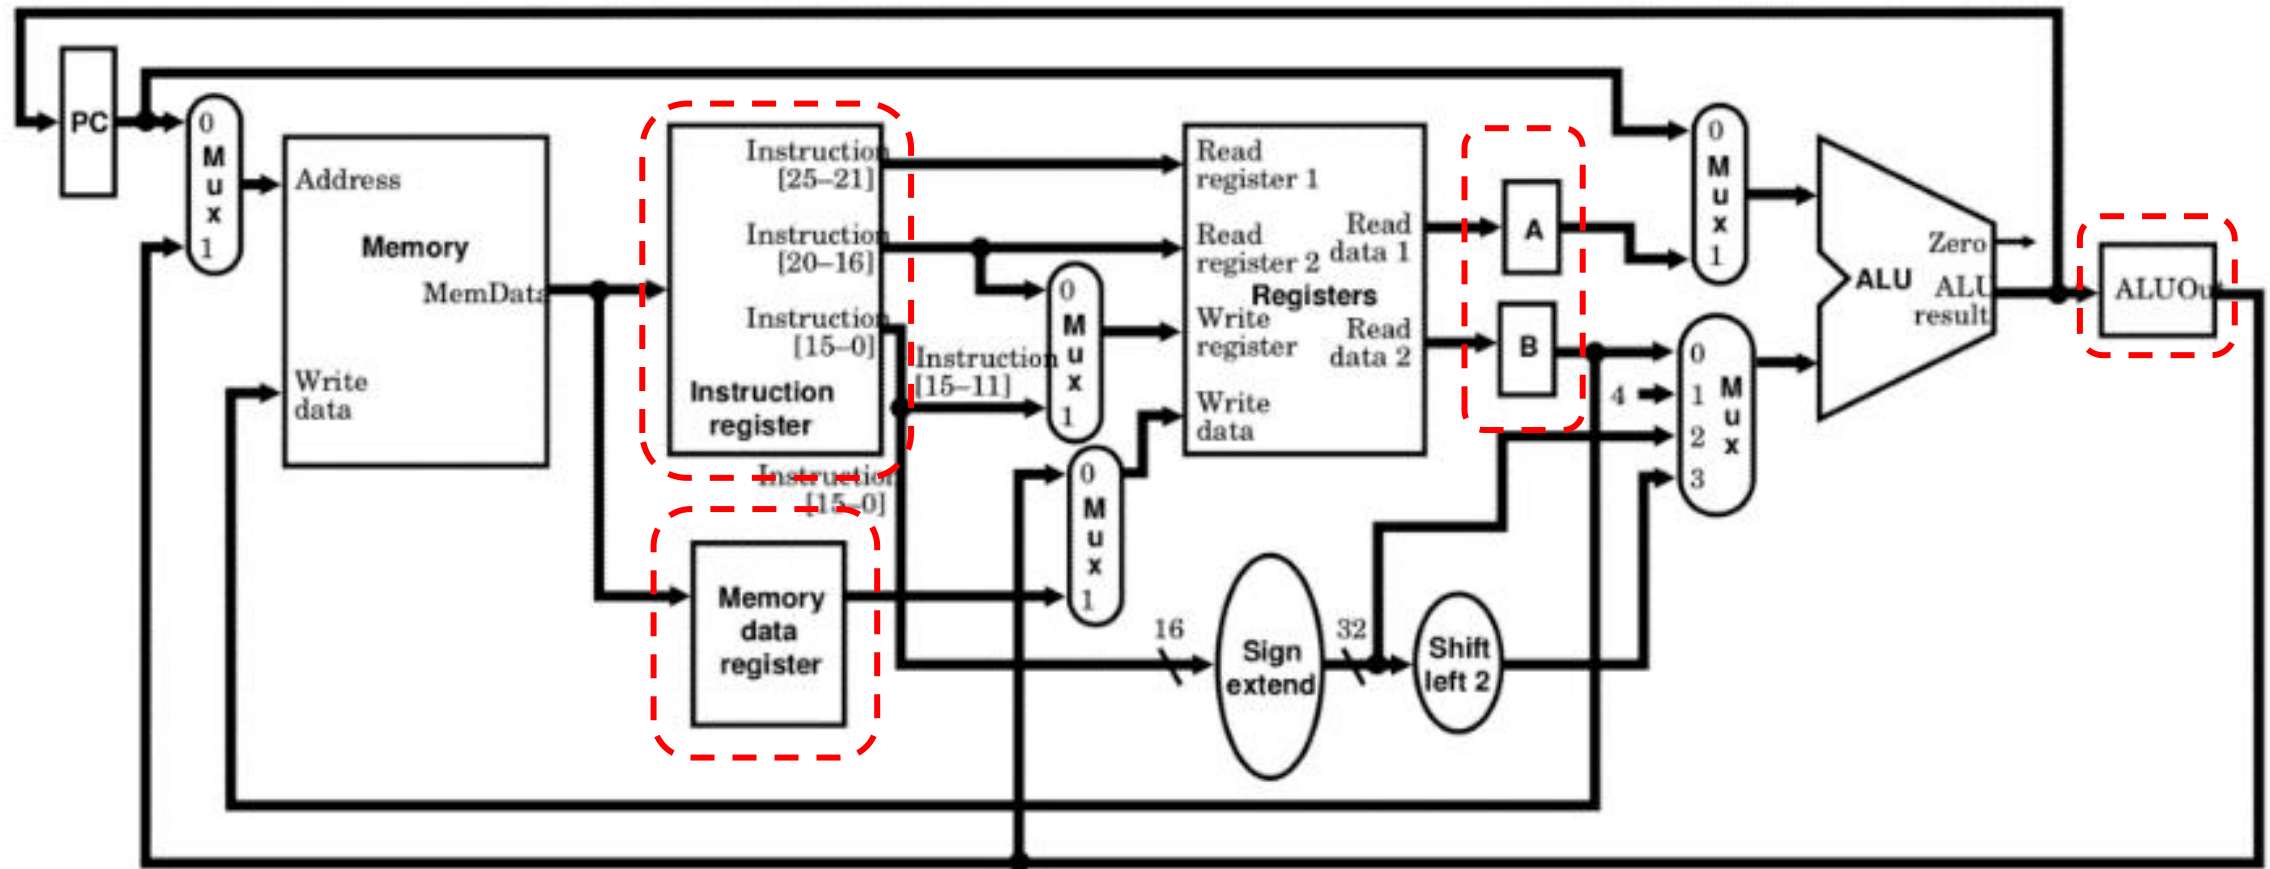 PC
0
M
u
x
1
Address
Memory
MemData
Write
data
Instruction
[25–21]
Instruction
[20–16]
Instruction
[15–0]
Instruction
register
Instruction
[15–11]
Instruction
[15–0]
Memory
data
register
0
M
u
x
1
0
M
u
x
1
16
Sign
extend
32
Shift
left 2
Read
register 1
Read
register 2
Registers
Write
register
Write
data
Read
data 1
Read
data 2
A
B
4
0
M
u
x
1
0
1
2
3
M
u
x
ALU
Zero
ALU
result
ALUOut